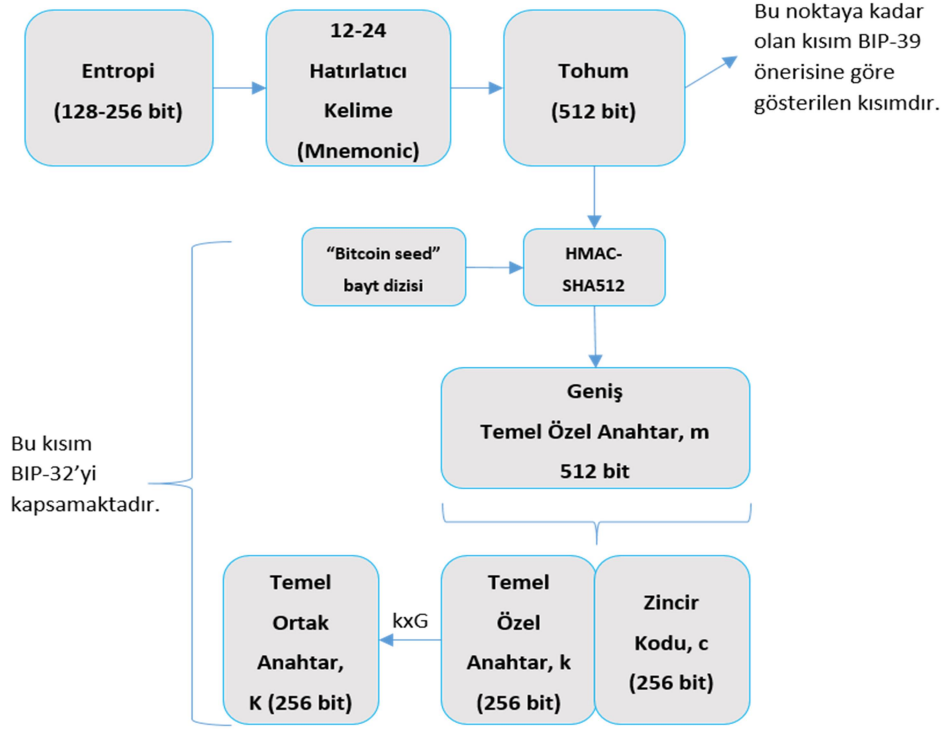 Entropi
(128-256 bit)
12-24
Hatırlatıcı
Kelime
(Mnemonic)
Tohum
(512 bit)
Bu noktaya kadar
olan kısım BIP-39
önerisine göre
gösterilen kısımdır.
“Bitcoin seed”
bayt dizisi
HMAC-
SHA512
Geniş
Temel Özel Anahtar, m
512 bit
Bu kısım
BIP-32’yi
kapsamaktadır.
Temel
Ortak
Anahtar,
K (256 bit)
kxG
Temel
Özel
Anahtar, k
(256 bit)
Zincir
Kodu, c
(256 bit)